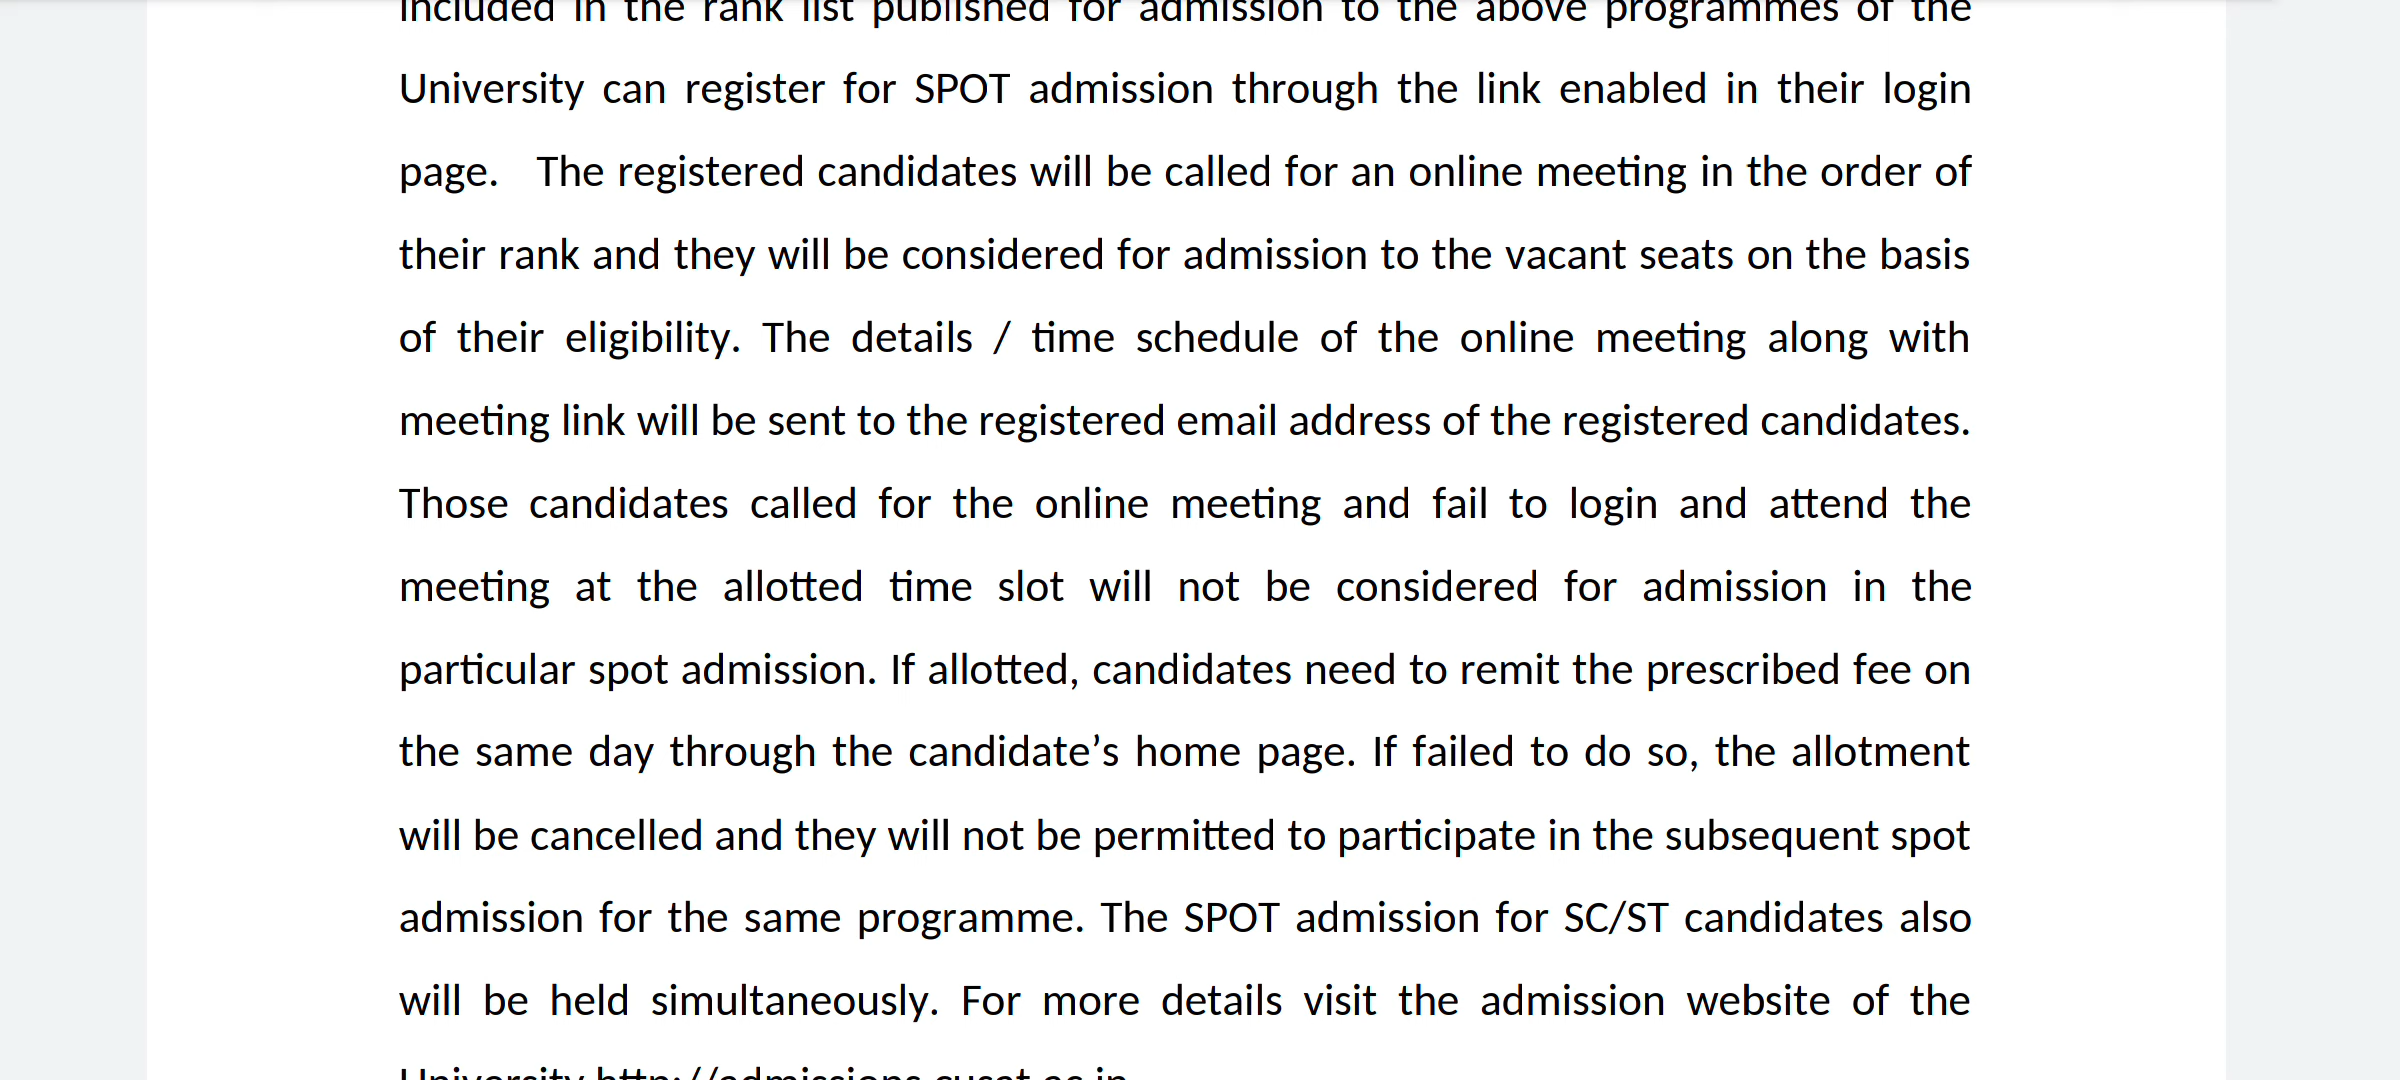 included in the rank list published for admission to the above programmes of the
University can register for SPOT admission through the link enabled in their login
page. The registered candidates will be called for an online meeting in the order of
their rank and they will be considered for admission to the vacant seats on the basis
of their eligibility. The details / time schedule of the online meeting along with
meeting link will be sent to the registered email address of the registered candidates.
Those candidates called for the online meeting and fail to login and attend the
meeting at the allotted time slot will not be considered for admission in the
particular spot admission. If allotted, candidates need to remit the prescribed fee on
the same day through the candidate’s home page. If failed to do so, the allotment
will be cancelled and they will not be permitted to participate in the subsequent spot
admission for the same programme. The SPOT admission for SC/ST candidates also
will be held simultaneously. For more details visit the admission website of the
University http://admissions.cusat.ac.in